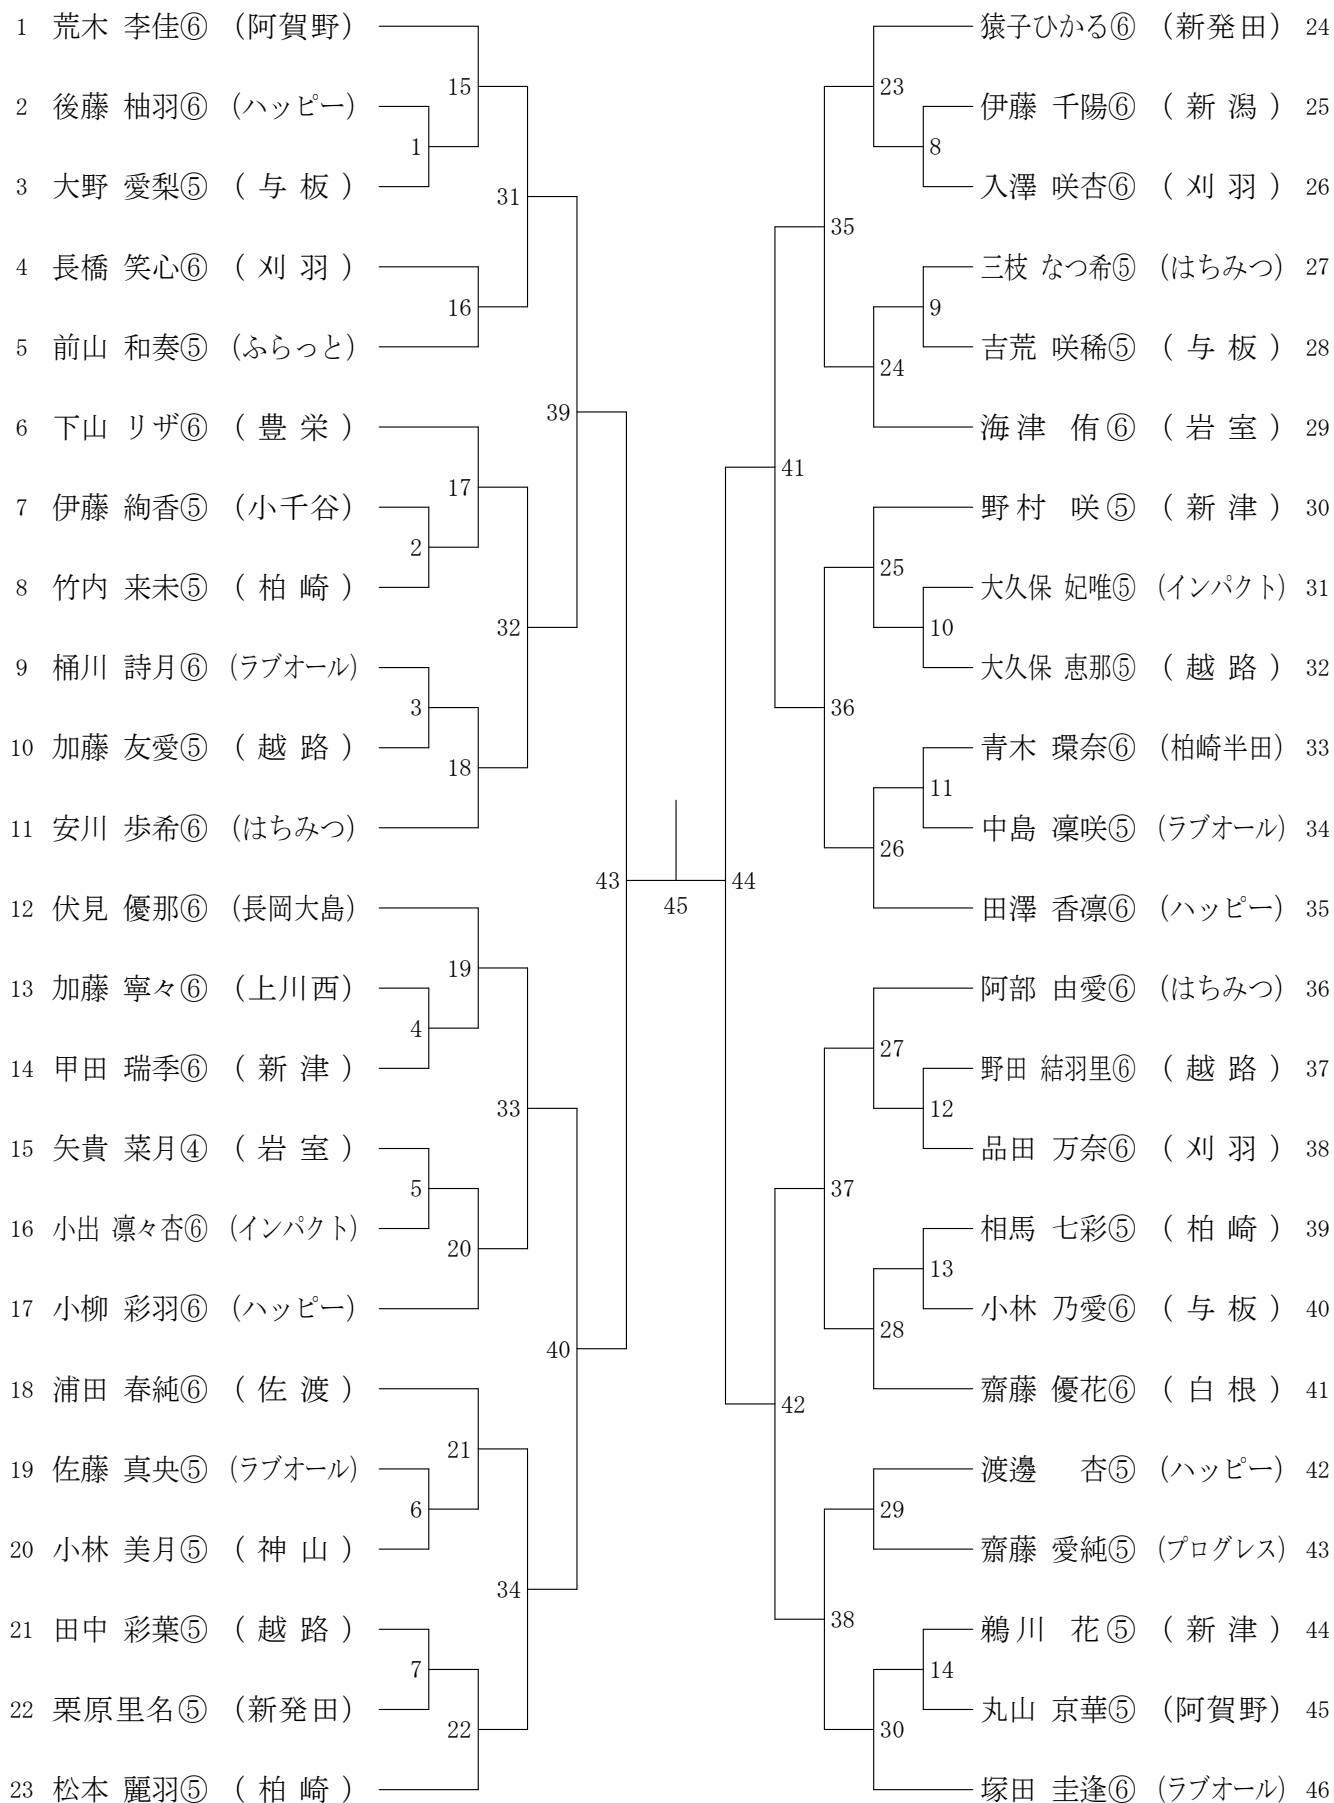 1 荒木 李佳⑥ (阿賀野)
2 後藤 柚羽⑥ (ハッピー)
3 大野 愛梨⑤ (与板)
4 長橋 笑心⑥ (刈羽)
5 前山 和奏⑤ (ふらっと)
6 下山 リザ⑥ (豊栄)
7 伊藤 絢香⑤ (小千谷)
8 竹内 来未⑤ (柏崎)
9 桶川 詩月⑥ (ラブオール)
10 加藤 友愛⑤ (越路)
11 安川 歩希⑥ (はちみつ)
12 伏見 優那⑥ (長岡大島)
13 加藤 寧々⑥ (上川西)
14 甲田 瑞季⑥ (新津)
15 矢貴 菜月④ (岩室)
16 小出 凛々杏⑥ (インパクト)
17 小柳 彩羽⑥ (ハッピー)
18 浦田 春純⑥ (佐渡)
19 佐藤 真央⑤ (ラブオール)
20 小林 美月⑤ (神山)
21 田中 彩葉⑤ (越路)
22 栗原里名⑤ (新発田)
23 松本 麗羽⑤ (柏崎)
15
1
31
16
39
17
2
32
3
18
43
19
4
33
5
20
40
21
6
34
7
22
45
44
23
8
35
9
24
41
25
10
36
11
26
27
12
37
13
28
42
29
38
14
30
猿子ひかる⑥ (新発田) 24
伊藤 千陽⑥ (新潟) 25
入澤 咲杏⑥ (刈羽) 26
三枝 なつ希⑤ (はちみつ) 27
吉荒 咲稀⑤ (与板) 28
海津 侑⑥ (岩室) 29
野村 咲⑤ (新津) 30
大久保 妃唯⑤ (インパクト) 31
大久保 恵那⑤ (越路) 32
青木 環奈⑥ (柏崎半田) 33
中島 凜咲⑤ (ラブオール) 34
田澤 香凛⑥ (ハッピー) 35
阿部 由愛⑥ (はちみつ) 36
野田 結羽里⑥ (越路) 37
品田 万奈⑥ (刈羽) 38
相馬 七彩⑤ (柏崎) 39
小林 乃愛⑥ (与板) 40
齋藤 優花⑥ (白根) 41
渡邊 杏⑤ (ハッピー) 42
齋藤 愛純⑤ (プログレス) 43
鵜川 花⑤ (新津) 44
丸山 京華⑤ (阿賀野) 45
塚田 圭逢⑥ (ラブオール) 46